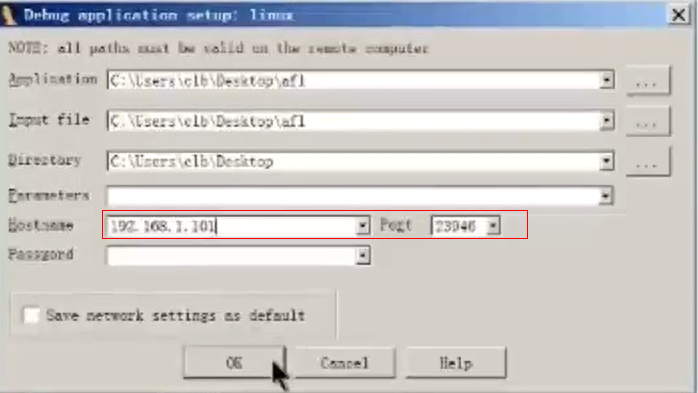 Debug application setup: linux
NOTE: all paths must be valid on the remote computer
Application C:\Users\clb\Desktop\afl ...
Input file C:\Users\clb\Desktop\afl ...
Directory C:\Users\clb\Desktop ...
Parameters
Hostname 192.168.1.101 Port 23946
Password
Save network settings as default
OK Cancel Help